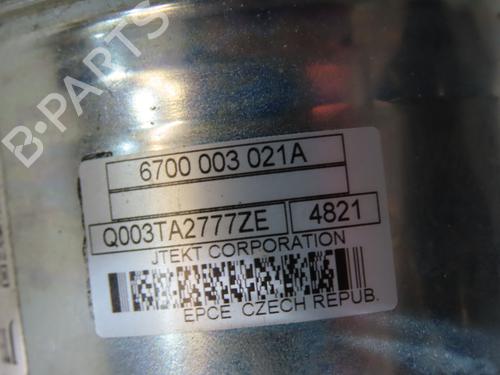 B-PARTS
6700 003 021A
Q003TA2777ZE 4821
JTEKT CORPORATION
EPCE CZECH REPUB.